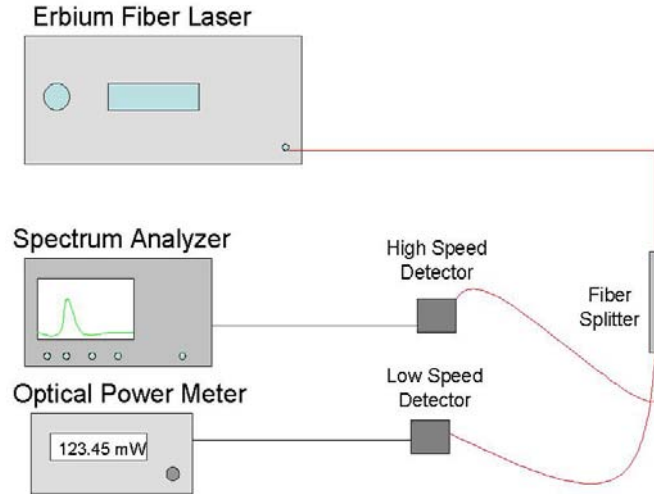 Erbium Fiber Laser
Spectrum Analyzer
High Speed
Detector
Fiber
Splitter
Optical Power Meter
Low Speed
Detector
123.45 mW